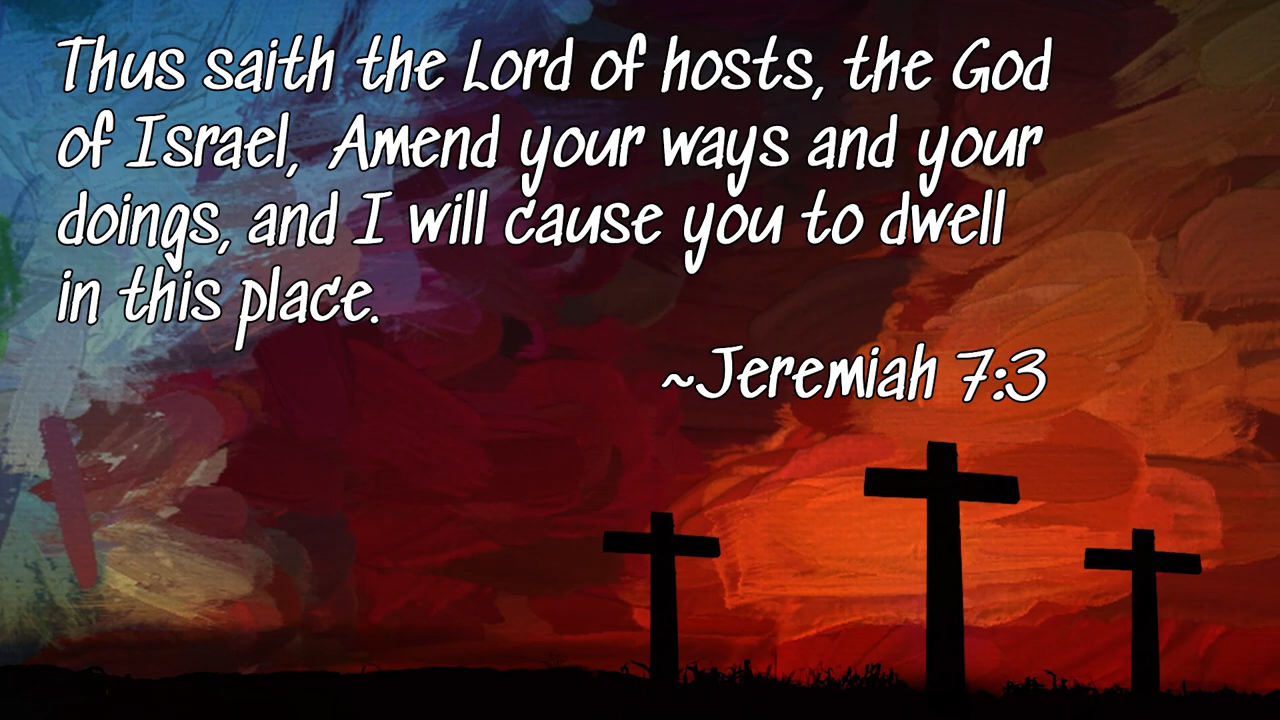 Thus saith the Lord of hosts, the God
of Israel,  Amend your ways and your
doings, and I will cause you to dwell
in this place.
~Jeremiah 7:3